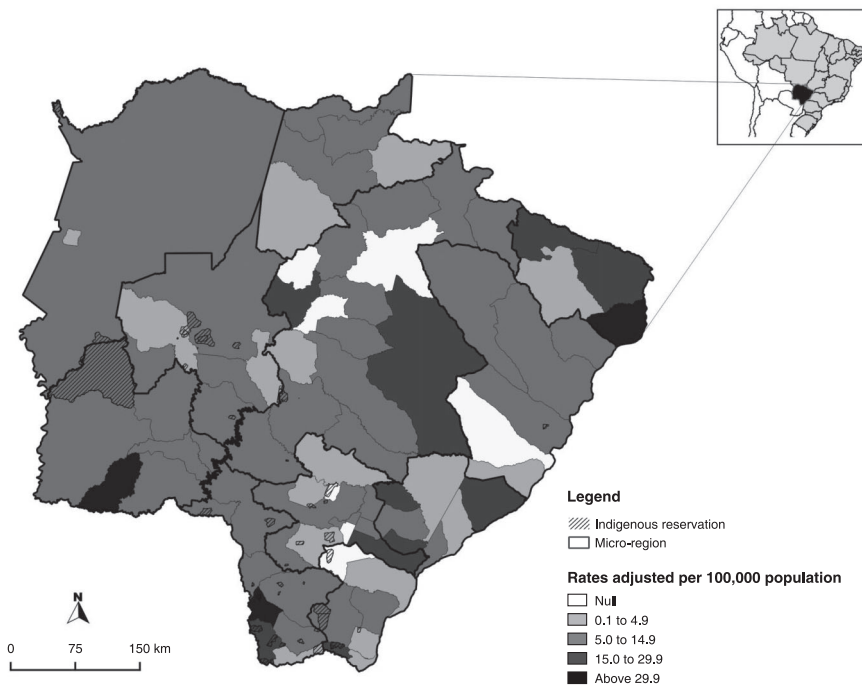 Legend
Indigenous reservation
Micro-region
Rates adjusted per 100,000 population
Null
0.1 to 4.9
5.0 to 14.9
15.0 to 29.9
Above 29.9
N
0 75 150 km